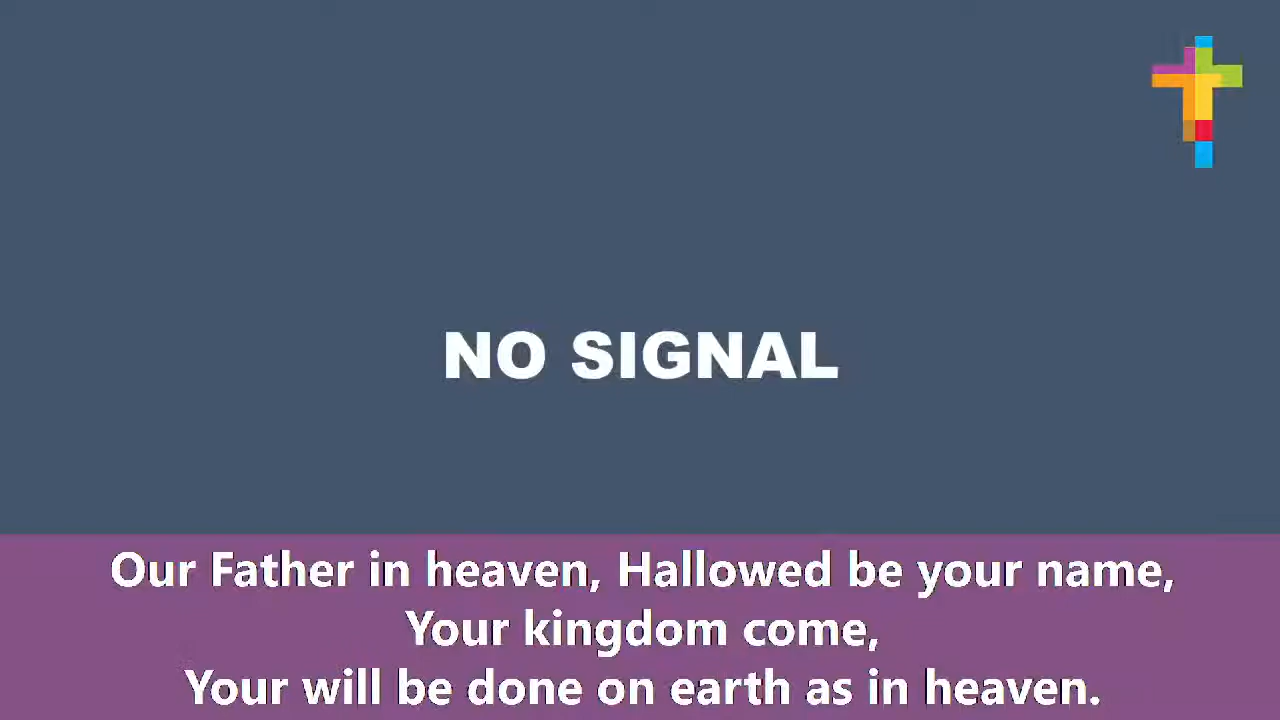 NO SIGNAL
Our Father in heaven, Hallowed be your name,
Your kingdom come,
Your will be done on earth as in heaven.